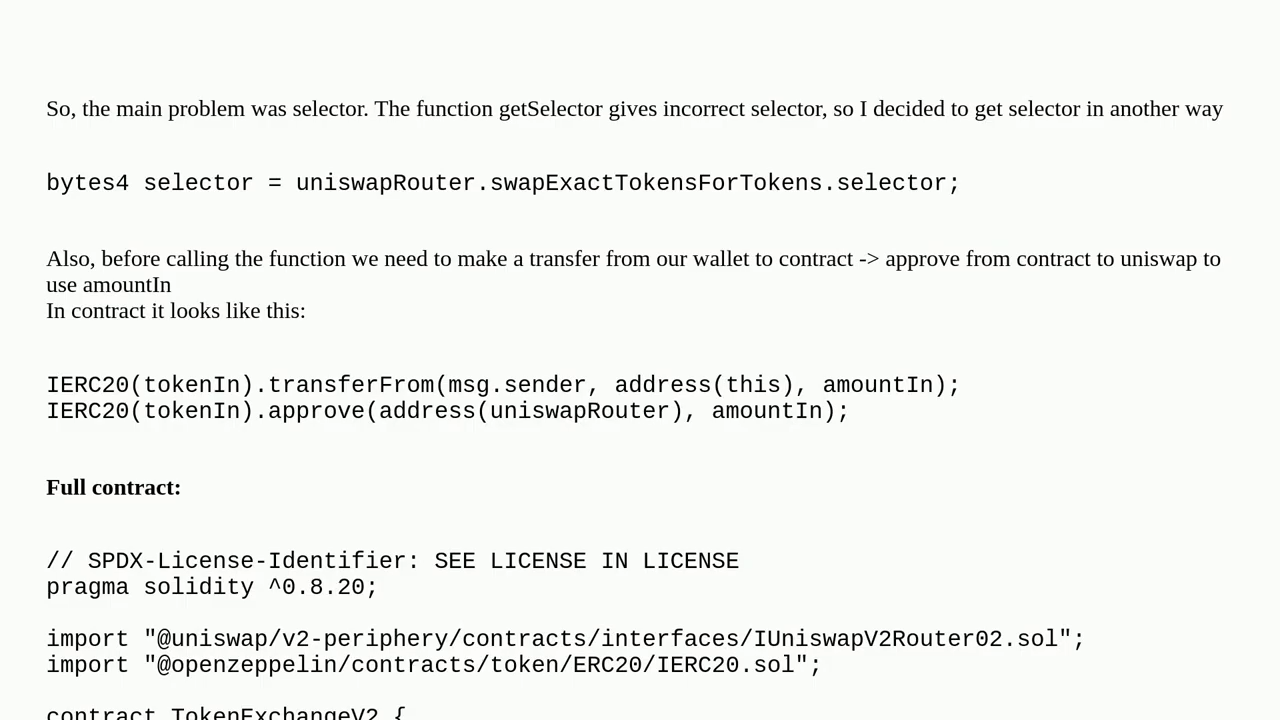 So, the main problem was selector. The function getSelector gives incorrect selector, so I decided to get selector in another way
bytes4 selector = uniswapRouter.swapExactTokensForTokens.selector;
Also, before calling the function we need to make a transfer from our wallet to contract -> approve from contract to uniswap to
use amountIn
In contract it looks like this:
IERC20(tokenIn).transferFrom(msg.sender, address(this), amountIn);
IERC20(tokenIn).approve(address(uniswapRouter), amountIn);
Full contract:
// SPDX-License-Identifier: SEE LICENSE IN LICENSE
pragma solidity ^0.8.20;
import "@uniswap/v2-periphery/contracts/interfaces/IUniswapV2Router02.sol";
import "@openzeppelin/contracts/token/ERC20/IERC20.sol";
contract TokenExchangeV2 {